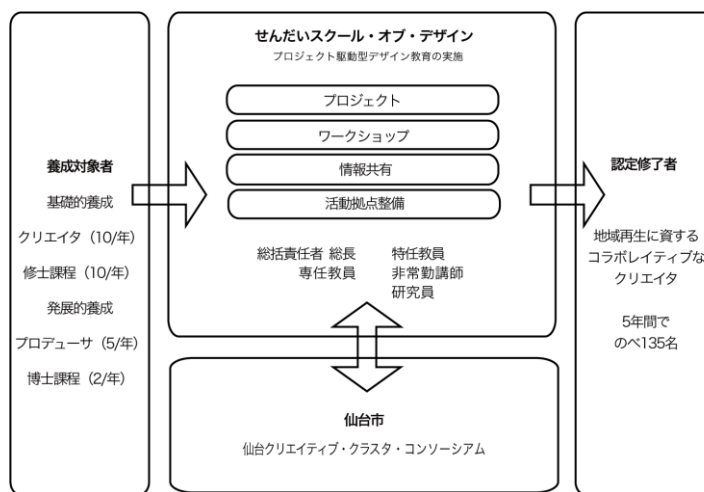 養成対象者
基礎的養成
クリエイタ（10/年）
修士課程（10/年）
発展的養成
プロデューサ（5/年）
博士課程（2/年）
せんだいスクール・オブ・デザイン
プロジェクト駆動型デザイン教育の実施
プロジェクト
ワークショップ
情報共有
活動拠点整備
総括責任者 総長
専任教員
特任教員
非常勤講師
研究員
仙台市
仙台クリエイティブ・クラスタ・コンソーシアム
認定修了者
地域再生に資する
コラボレイティブな
クリエイタ
5年間で
のべ135名